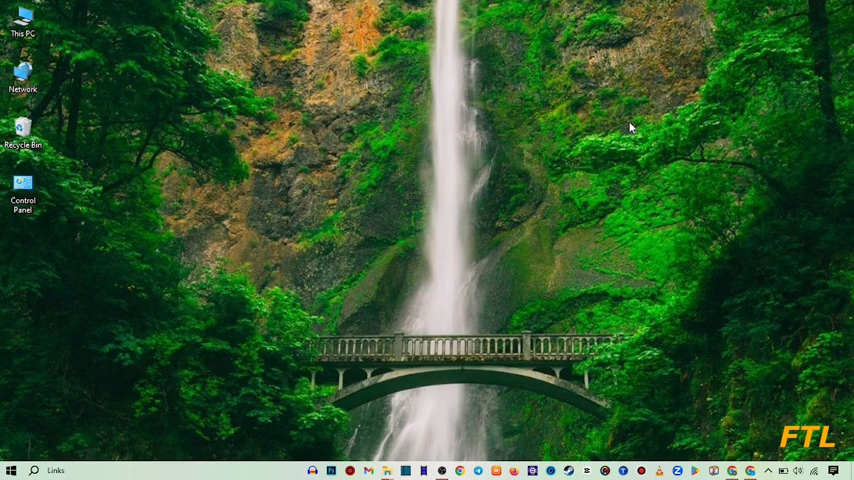 This PC
Network
Recycle Bin
Control
Panel
FTL
Links